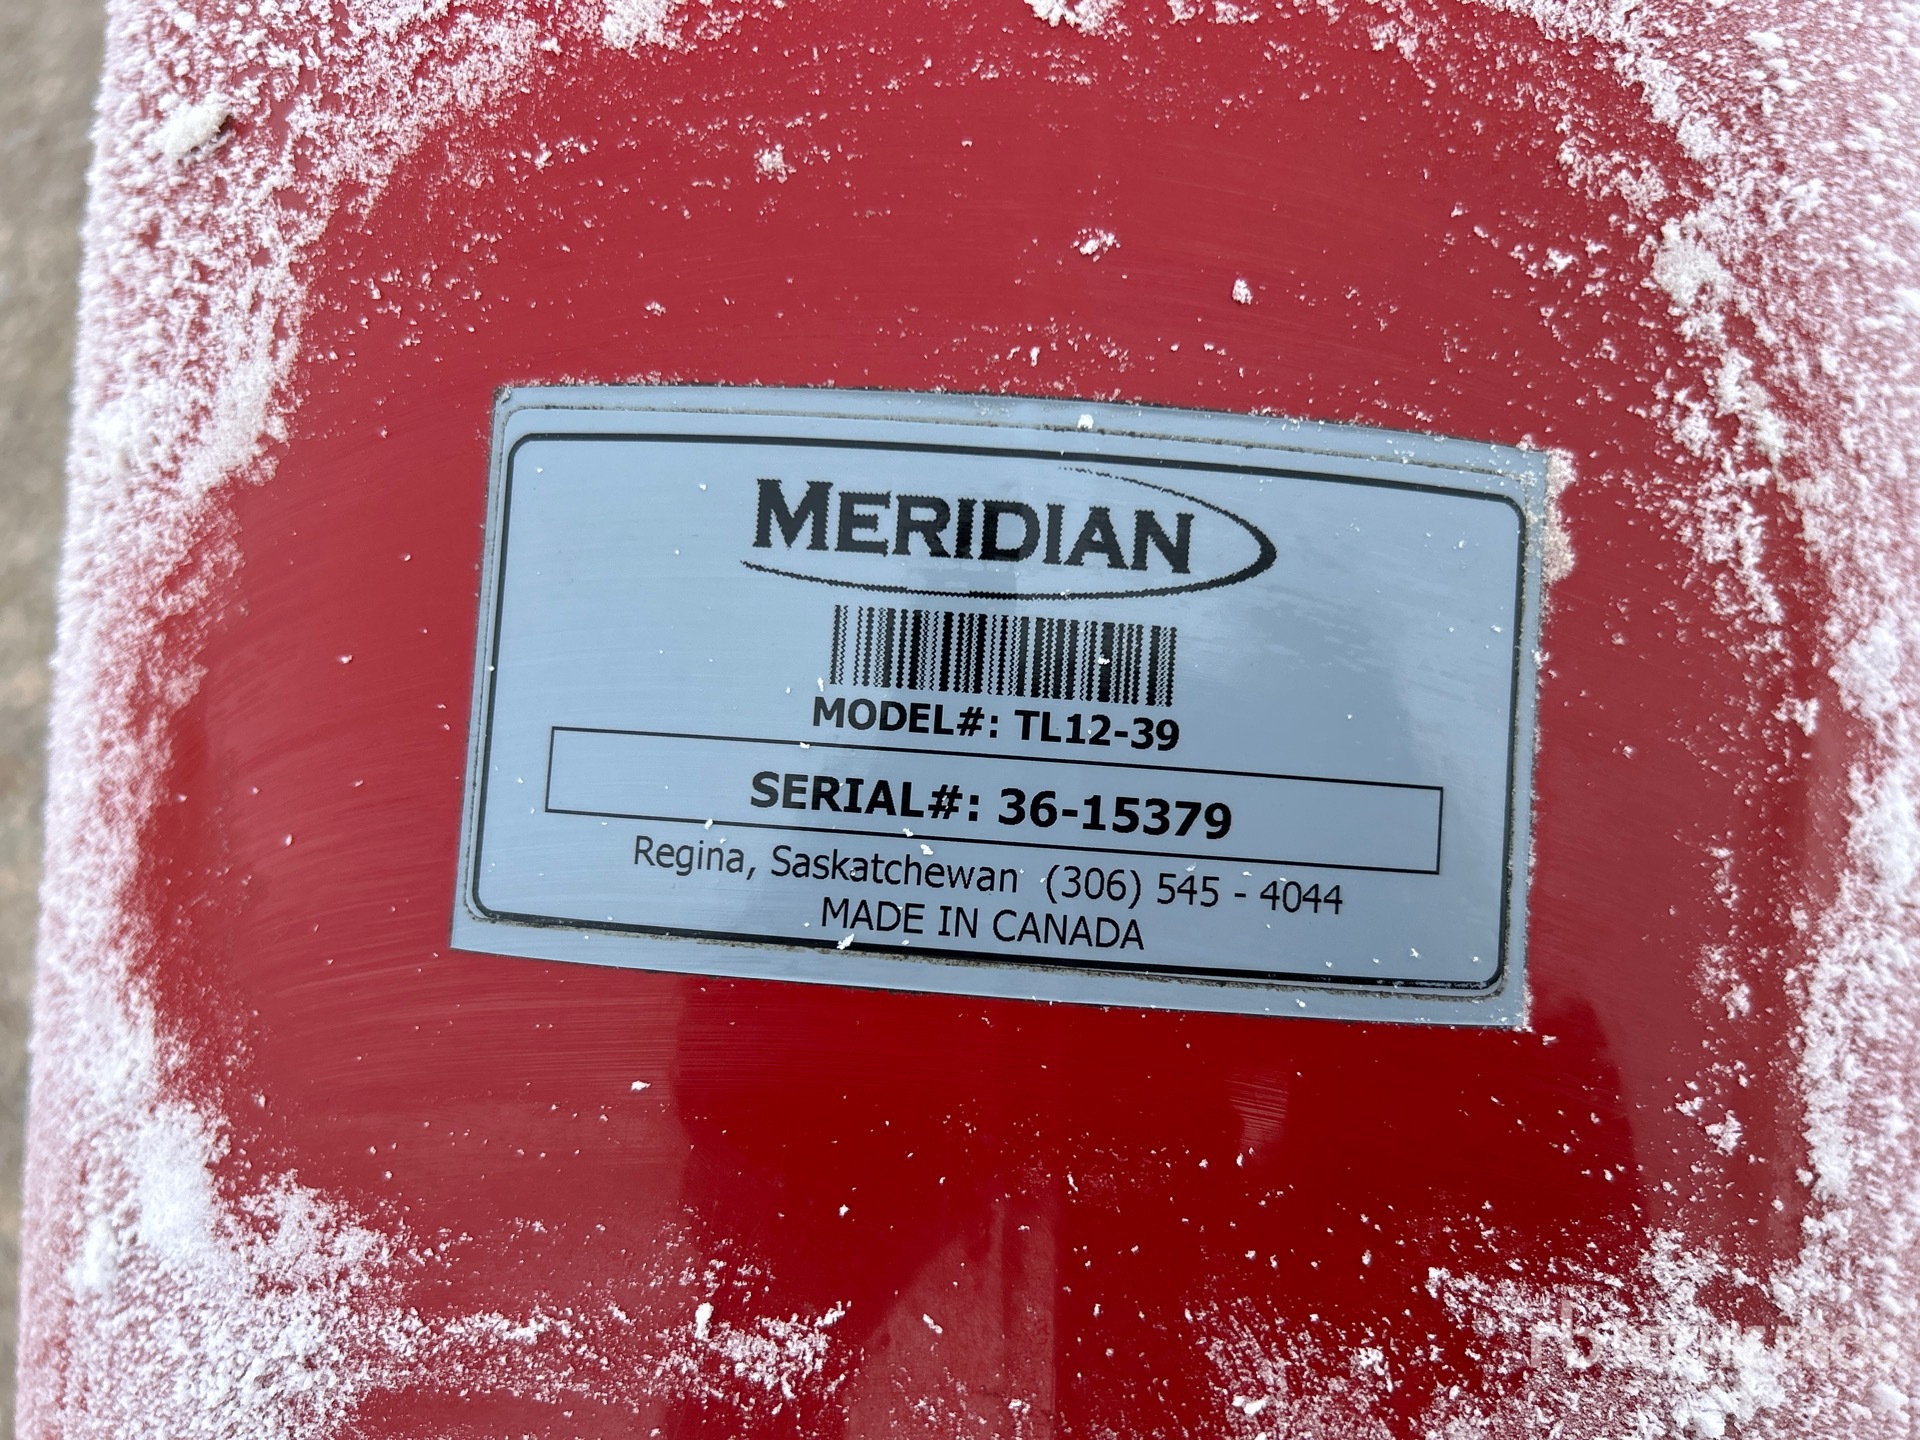 MERIDIAN
MODEL#: TL12-39
SERIAL#: 36-15379
Regina, Saskatchewan (306) 545 - 4044
MADE IN CANADA